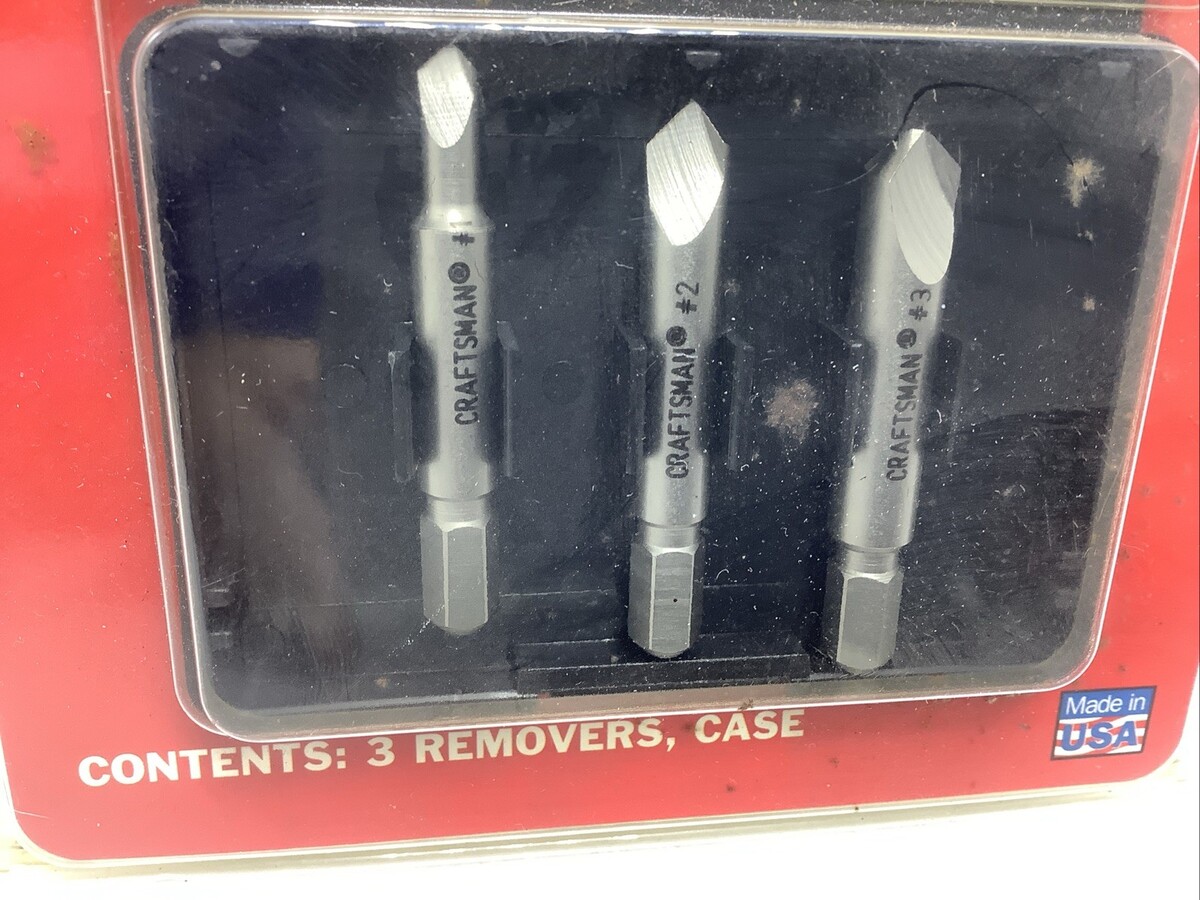 CRAFTSMAN® #1
CRAFTSMAN® #2
CRAFTSMAN® #3
CONTENTS: 3 REMOVERS, CASE
Made in
USA